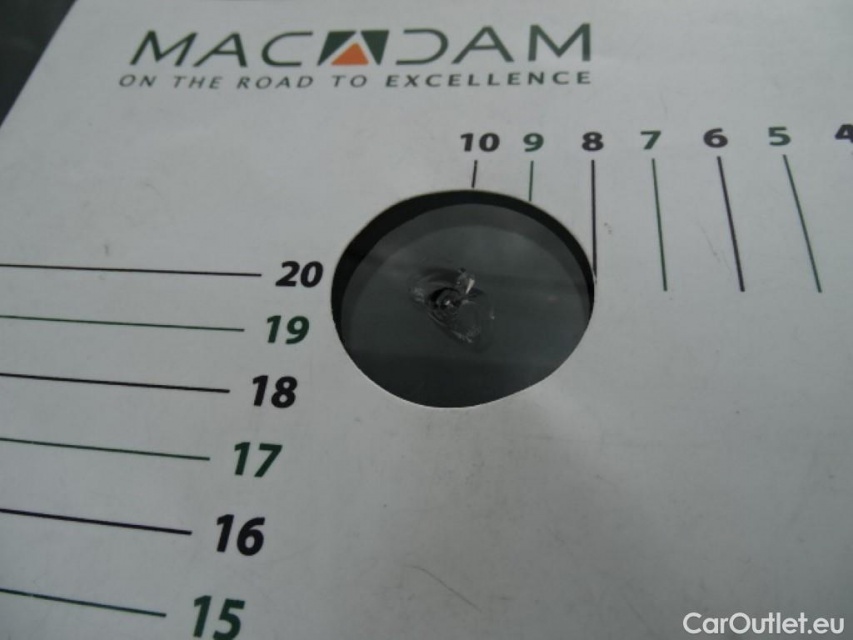 MACADAM
ON THE ROAD TO EXCELLENCE
10 9 8 7 6 5 4
20
19
18
17
16
15
CarOutlet.eu